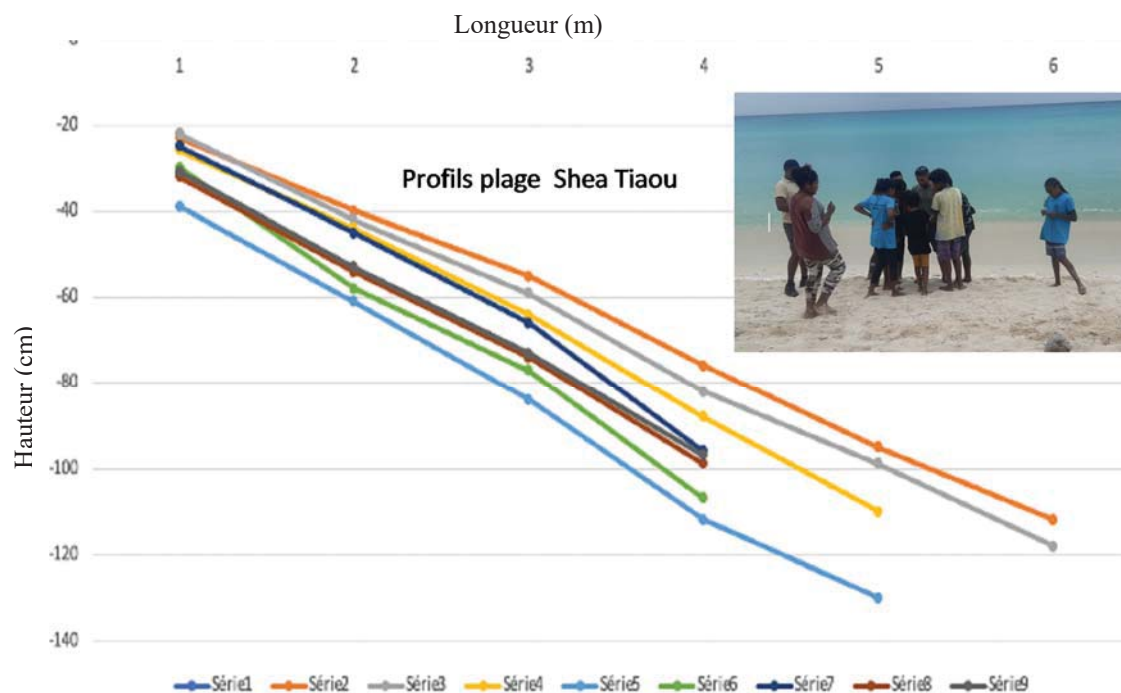 Longueur (m)
0
1 2 3 4 5 6
-20
Profils plage Shea Tiaou
-40
-60
Hauteur (cm)
-80
-100
-120
-140
Série1 Série2 Série3 Série4 Série5 Série6 Série7 Série8 Série9